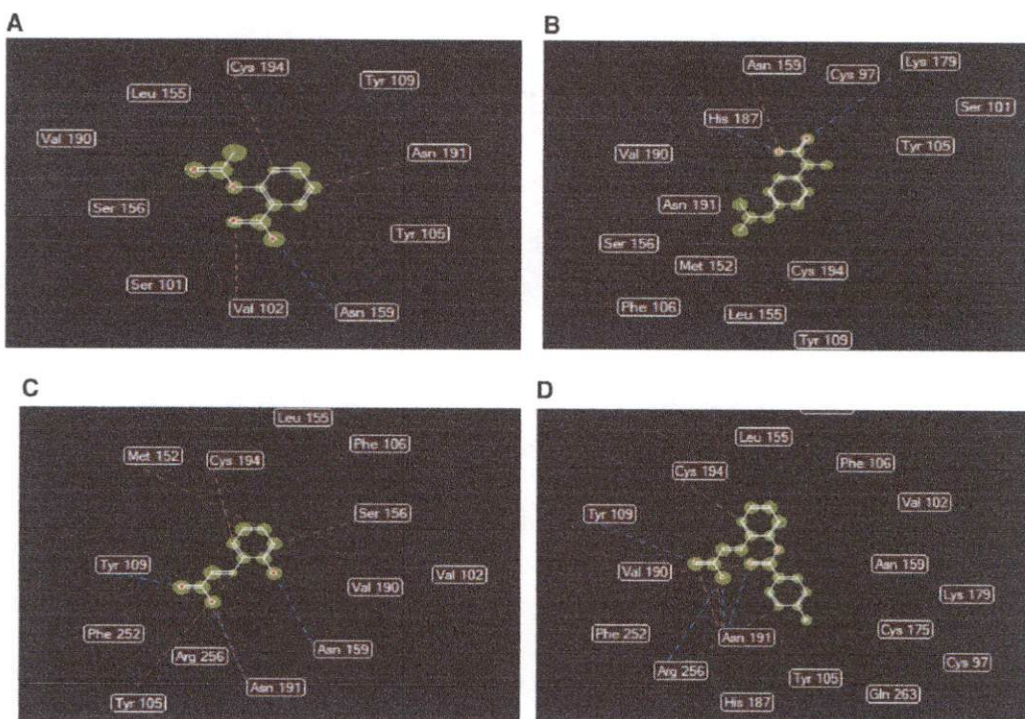 A
Cys 194
Tyr 109
Leu 155
Val 190
Asn 191
Ser 156
Tyr 105
Ser 101
Val 102
Asn 159
B
Asn 159
Cys 97
Lys 179
Ser 101
His 187
Tyr 105
Val 190
Asn 191
Ser 156
Met 152
Cys 194
Phe 106
Leu 155
Tyr 109
C
Leu 155
Phe 106
Met 152
Cys 194
Ser 156
Tyr 109
Val 190
Val 102
Phe 252
Arg 256
Asn 159
Asn 191
Tyr 105
D
Leu 155
Phe 106
Cys 194
Val 102
Tyr 109
Val 190
Asn 159
Lys 179
Phe 252
Asn 191
Cys 175
Arg 256
Tyr 105
Cys 97
His 187
Gln 263